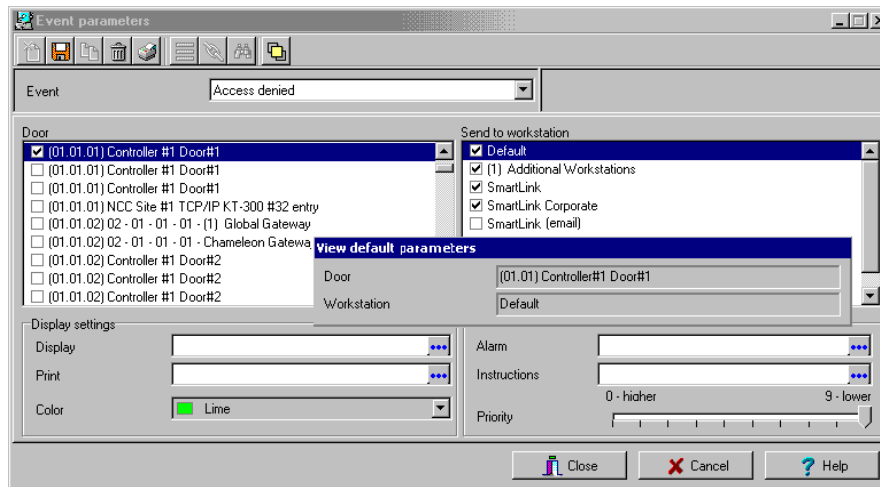 Event parameters
Event
Access denied
Door
(01.01.01) Controller #1 Door#1
(01.01.01) Controller #1 Door#1
(01.01.01) Controller #1 Door#1
(01.01.01) NCC Site #1 TCP/IP KT-300 #32 entry
(01.01.02) 02 - 01 - 01 - 01 - (1) Global Gateway
(01.01.02) 02 - 01 - 01 - 01 - Chameleon Gatewa
(01.01.02) Controller #1 Door#2
(01.01.02) Controller #1 Door#2
(01.01.02) Controller #1 Door#2
Send to workstation
Default
(1) Additional Workstations
SmartLink
SmartLink Corporate
SmartLink (email)
View default parameters
Door
(01.01) Controller#1 Door#1
Workstation
Default
Display settings
Display
Print
Color
Lime
Alarm
Instructions
0 - higher
9 - lower
Priority
Close
Cancel
Help